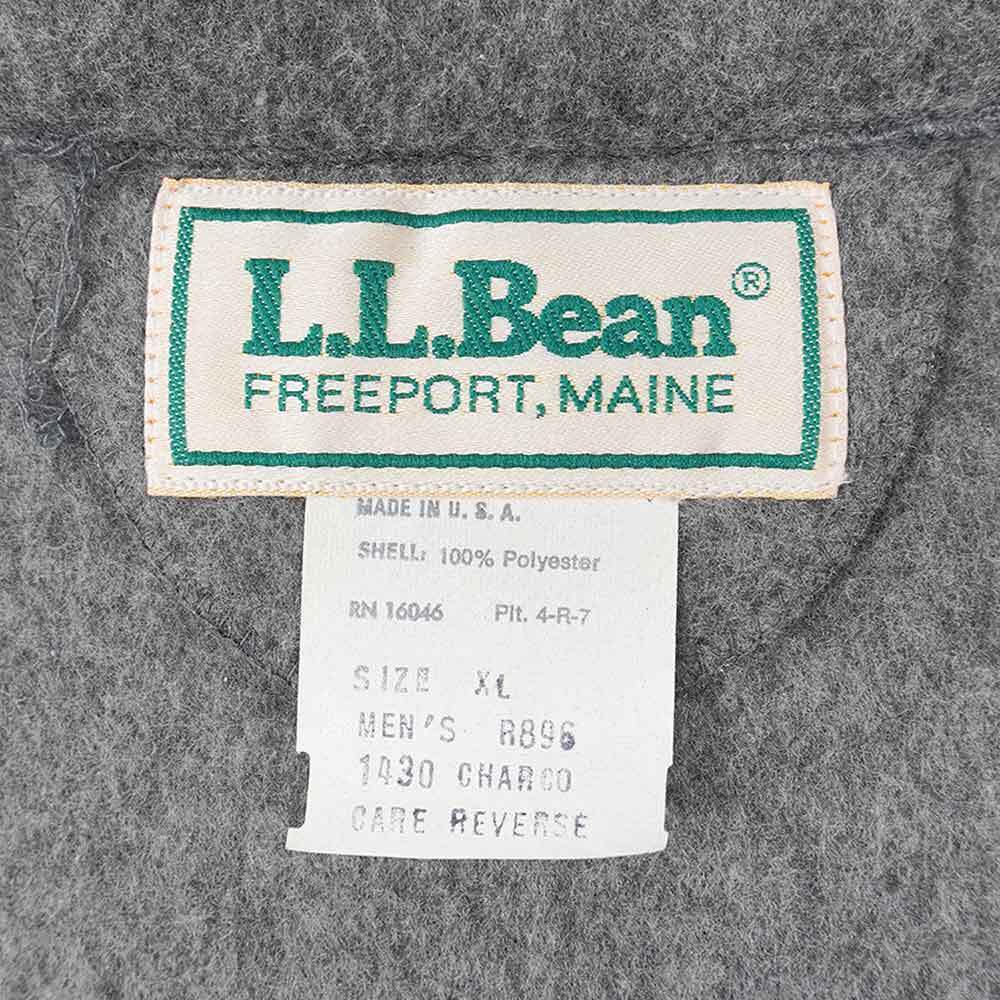 L.L.Bean®
FREEPORT, MAINE
MADE IN U. S. A.
SHELL: 100% Polyester
RN 16046 Plt. 4-R-7
SIZE XL
MEN'S R896
1430 CHARCO
CARE REVERSE